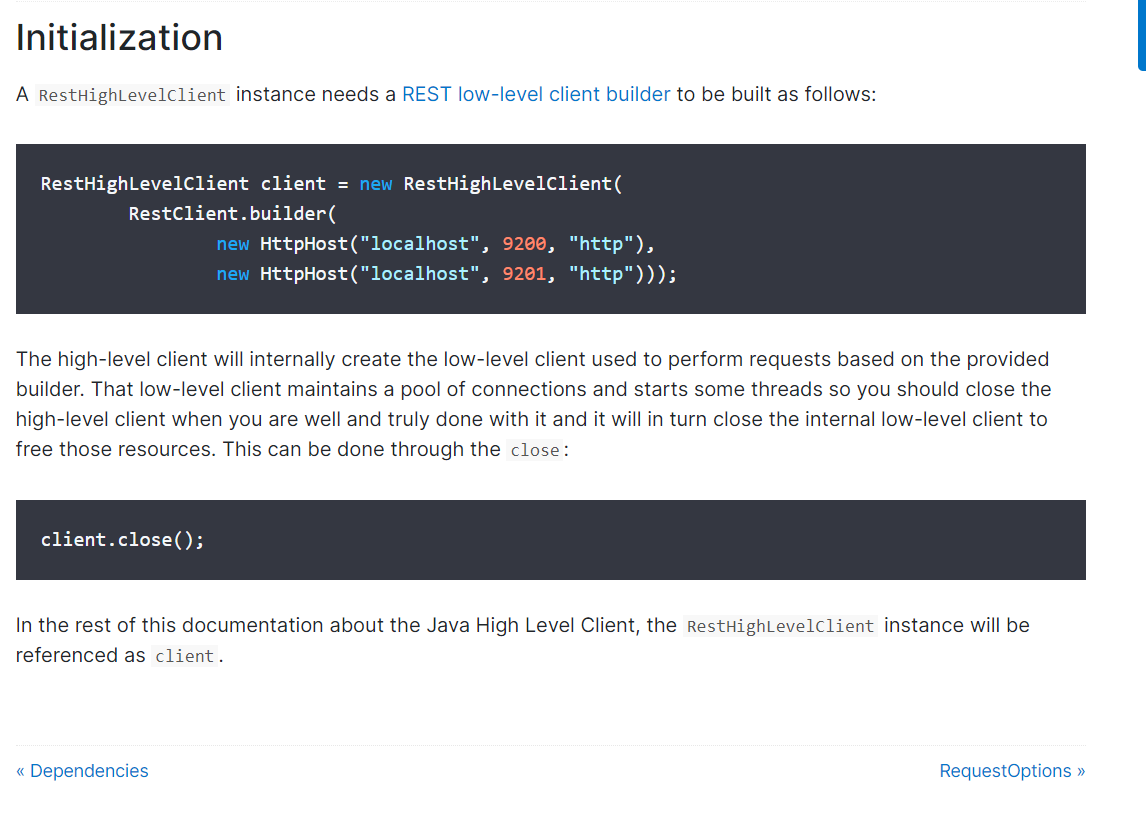 Initialization
A RestHighLevelClient instance needs a REST low-level client builder to be built as follows:
RestHighLevelClient client = new RestHighLevelClient(
        RestClient.builder(
                new HttpHost("localhost", 9200, "http"),
                new HttpHost("localhost", 9201, "http")));
The high-level client will internally create the low-level client used to perform requests based on the provided
builder. That low-level client maintains a pool of connections and starts some threads so you should close the
high-level client when you are well and truly done with it and it will in turn close the internal low-level client to
free those resources. This can be done through the close:
client.close();
In the rest of this documentation about the Java High Level Client, the RestHighLevelClient instance will be
referenced as client.
« Dependencies
RequestOptions »